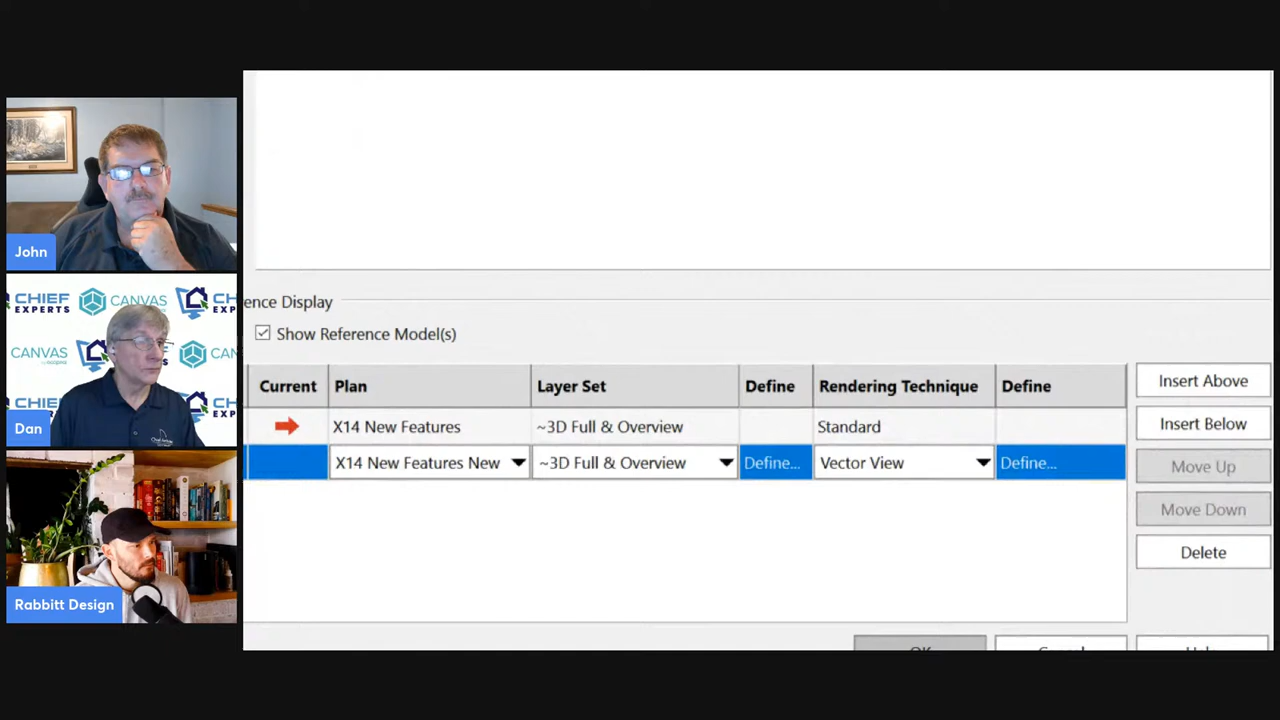 John
CHIEF EXPERTS
CANVAS
CANVAS
Dan
Rabbitt Design
ence Display
Show Reference Model(s)
Current Plan Layer Set Define Rendering Technique Define
X14 New Features ~3D Full & Overview Standard
X14 New Features New ~3D Full & Overview Define... Vector View Define...
Insert Above
Insert Below
Move Up
Move Down
Delete